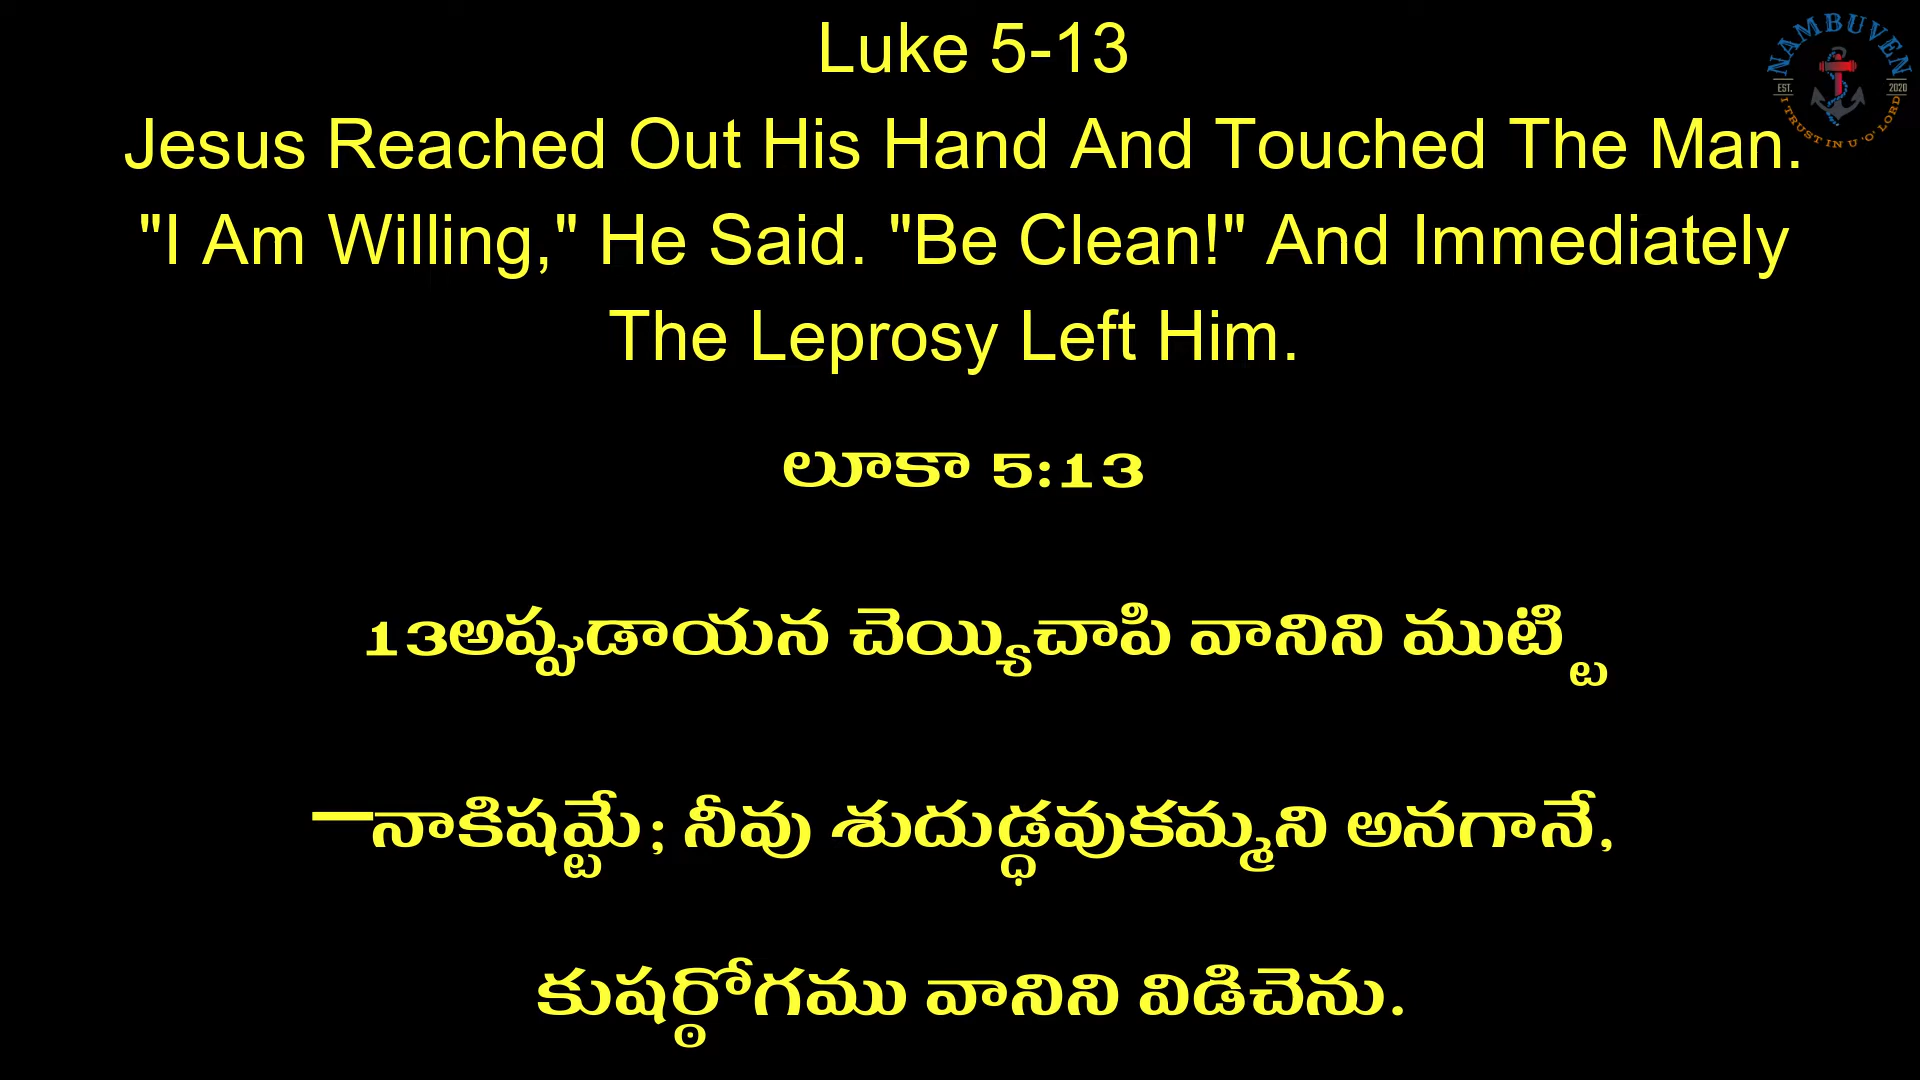 Luke 5-13
Jesus Reached Out His Hand And Touched The Man.
"I Am Willing," He Said. "Be Clean!" And Immediately
The Leprosy Left Him.
లూకా 5:13
13అప్పుడాయన చెయ్యిచాపి వానిని ముట్టి
—నాకిషమ్టే; నీవు శుదుడ్ధవుకమ్మని అనగానే,
కుషర్ఠోగము వానిని విడిచెను.
NAMBUVEN
EST. 2020
I TRUST IN U 'O' LORD